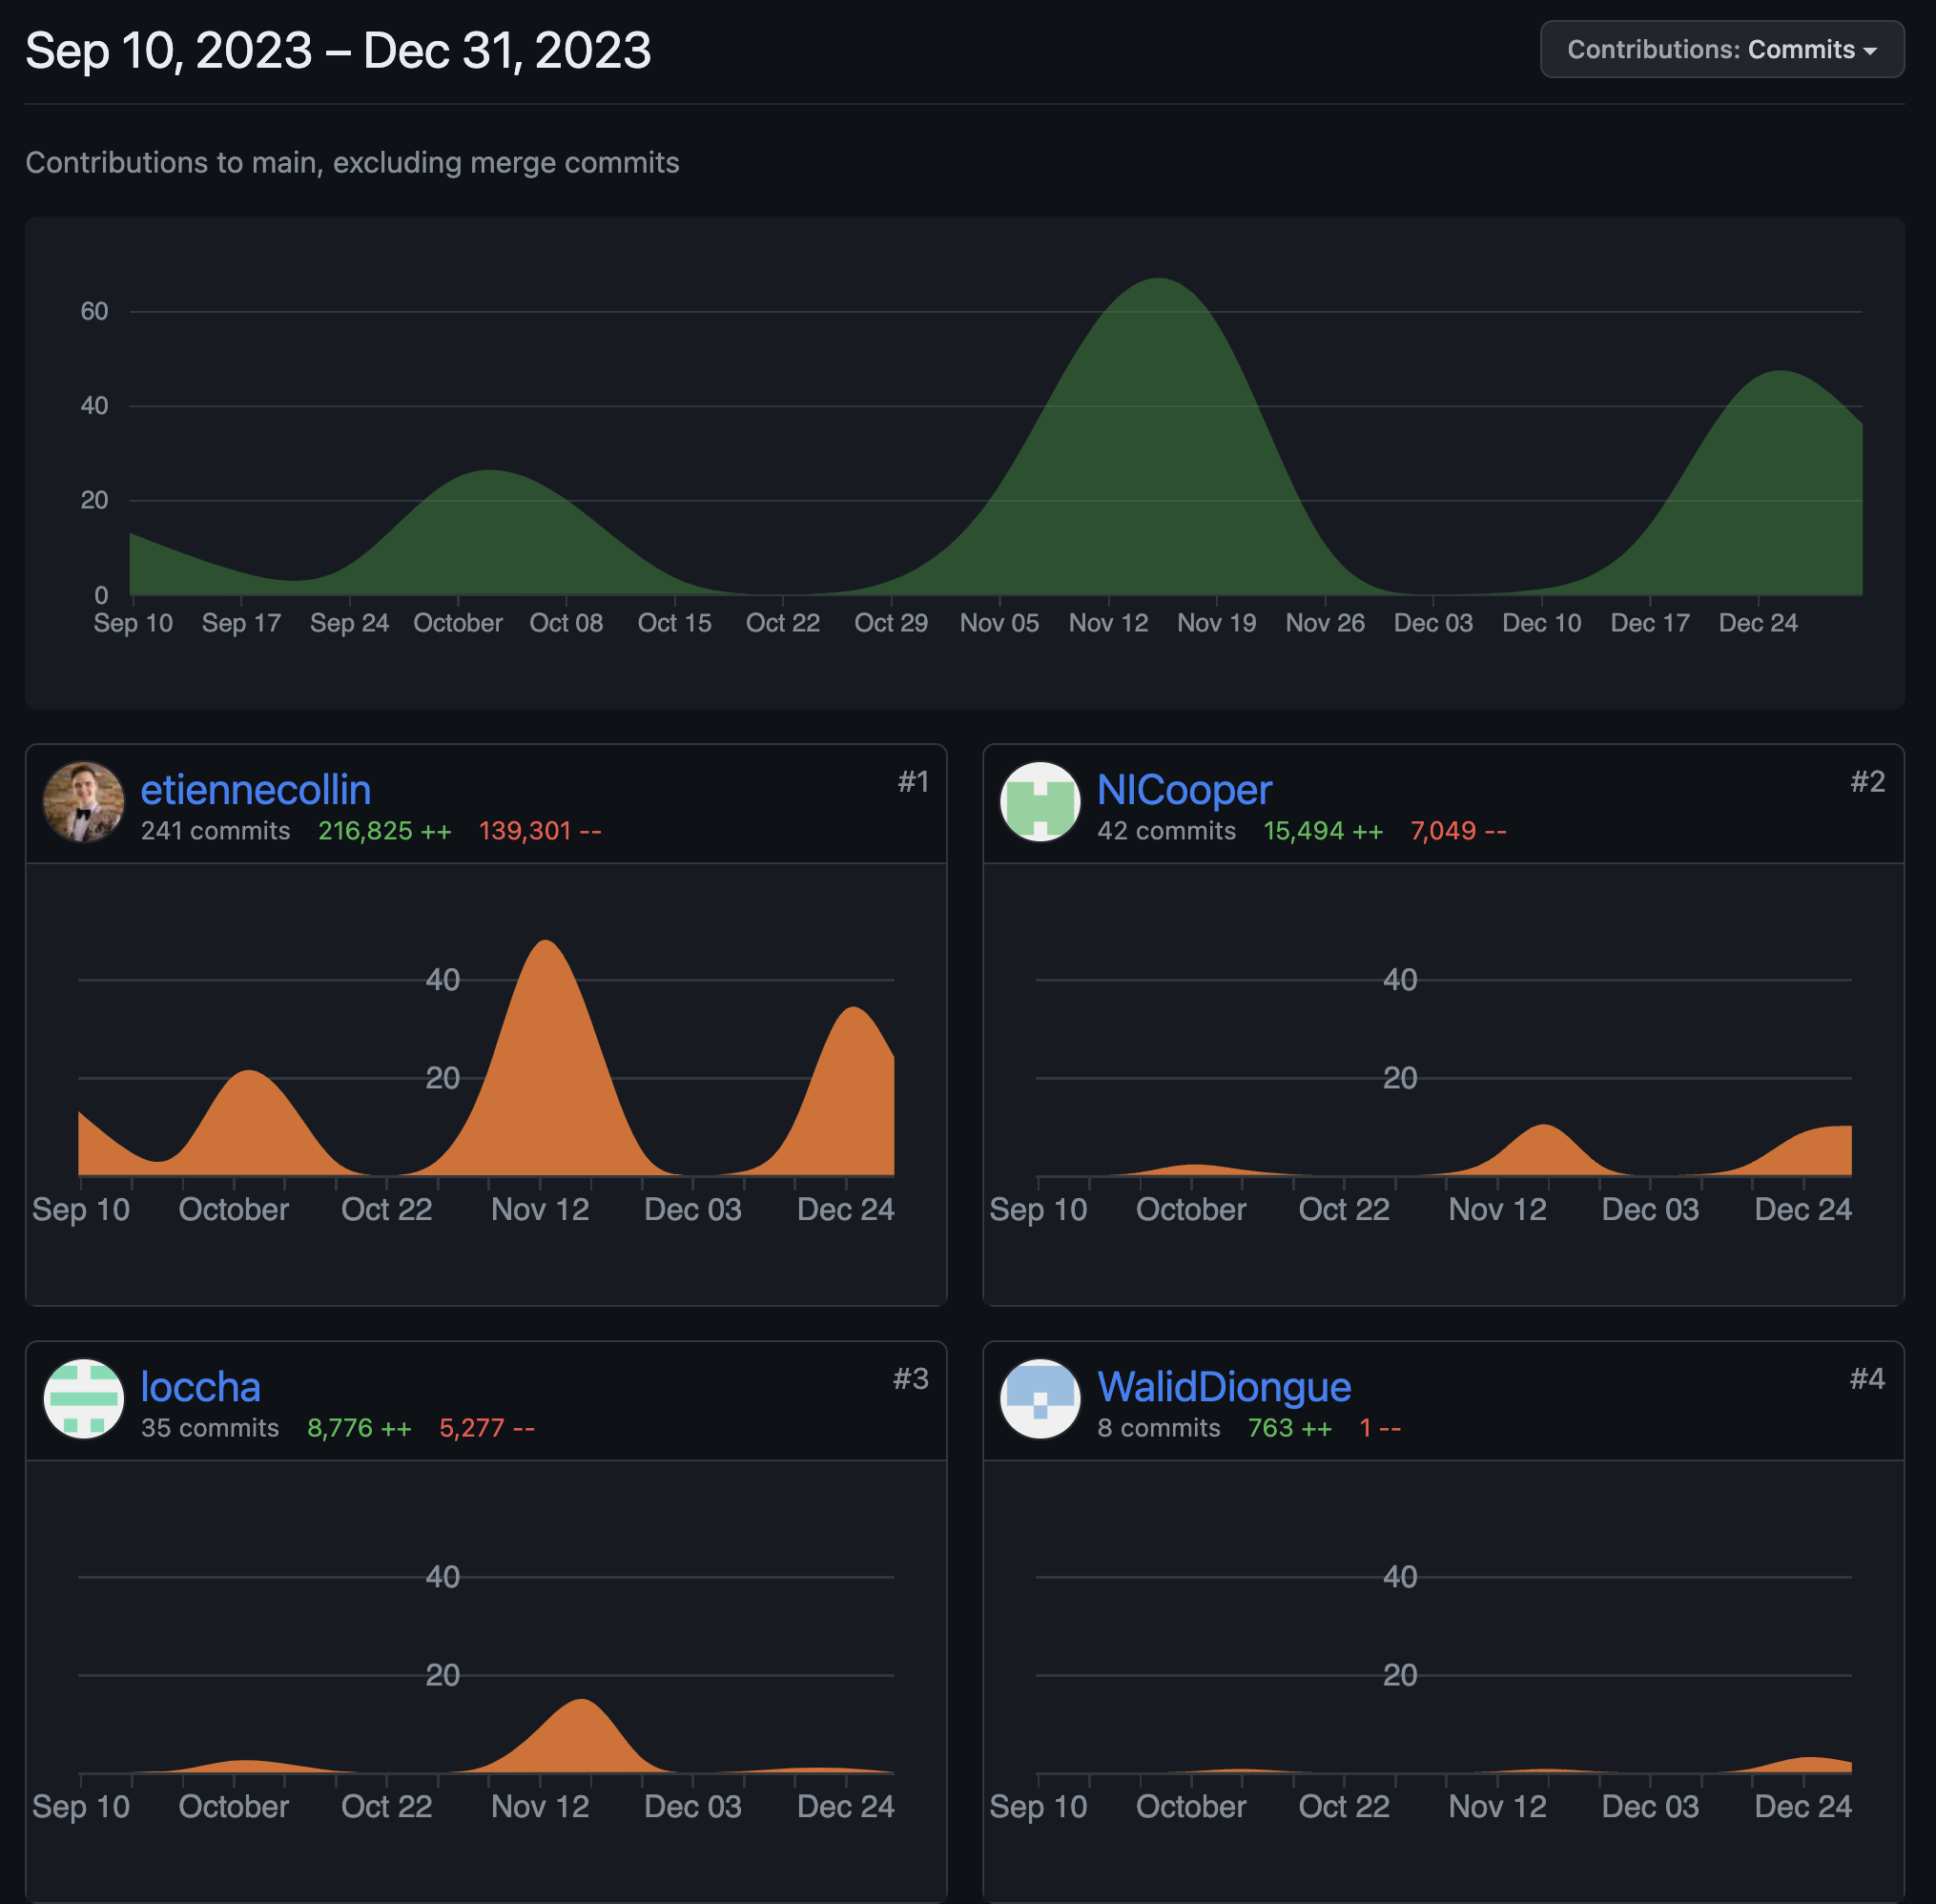 Sep 10, 2023 – Dec 31, 2023
Contributions: Commits
Contributions to main, excluding merge commits
60
40
20
0
Sep 10 Sep 17 Sep 24 October Oct 08 Oct 15 Oct 22 Oct 29 Nov 05 Nov 12 Nov 19 Nov 26 Dec 03 Dec 10 Dec 17 Dec 24
etiennecollin #1
241 commits 216,825 ++ 139,301 --
40
20
Sep 10 October Oct 22 Nov 12 Dec 03 Dec 24
NICooper #2
42 commits 15,494 ++ 7,049 --
40
20
Sep 10 October Oct 22 Nov 12 Dec 03 Dec 24
loccha #3
35 commits 8,776 ++ 5,277 --
40
20
Sep 10 October Oct 22 Nov 12 Dec 03 Dec 24
WalidDiongue #4
8 commits 763 ++ 1 --
40
20
Sep 10 October Oct 22 Nov 12 Dec 03 Dec 24